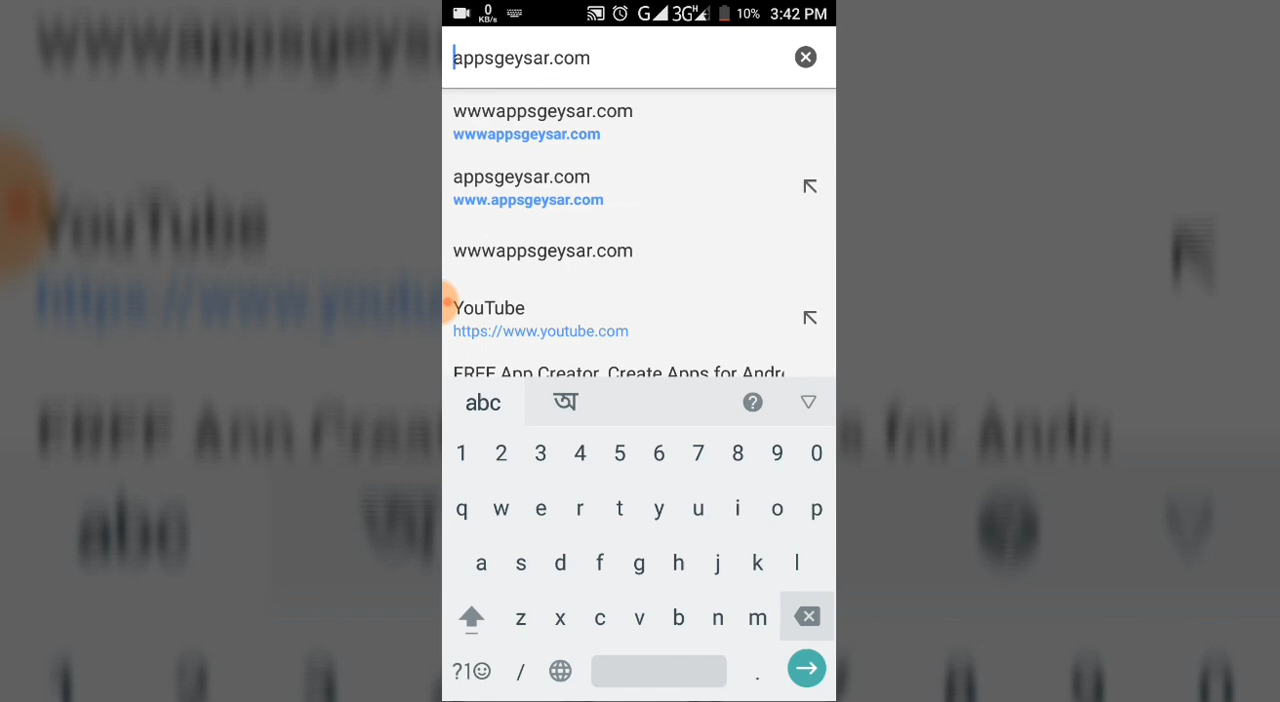 0
KB/s
G 3G H 10% 3:42 PM
appsgeysar.com
wwwappsgeysar.com
wwwappsgeysar.com
appsgeysar.com
www.appsgeysar.com
wwwappsgeysar.com
YouTube
https://www.youtube.com
FREE App Creator. Create Apps for Andr
abc অ ?
1 2 3 4 5 6 7 8 9 0
q w e r t y u i o p
a s d f g h j k l
z x c v b n m
?1☺ / .